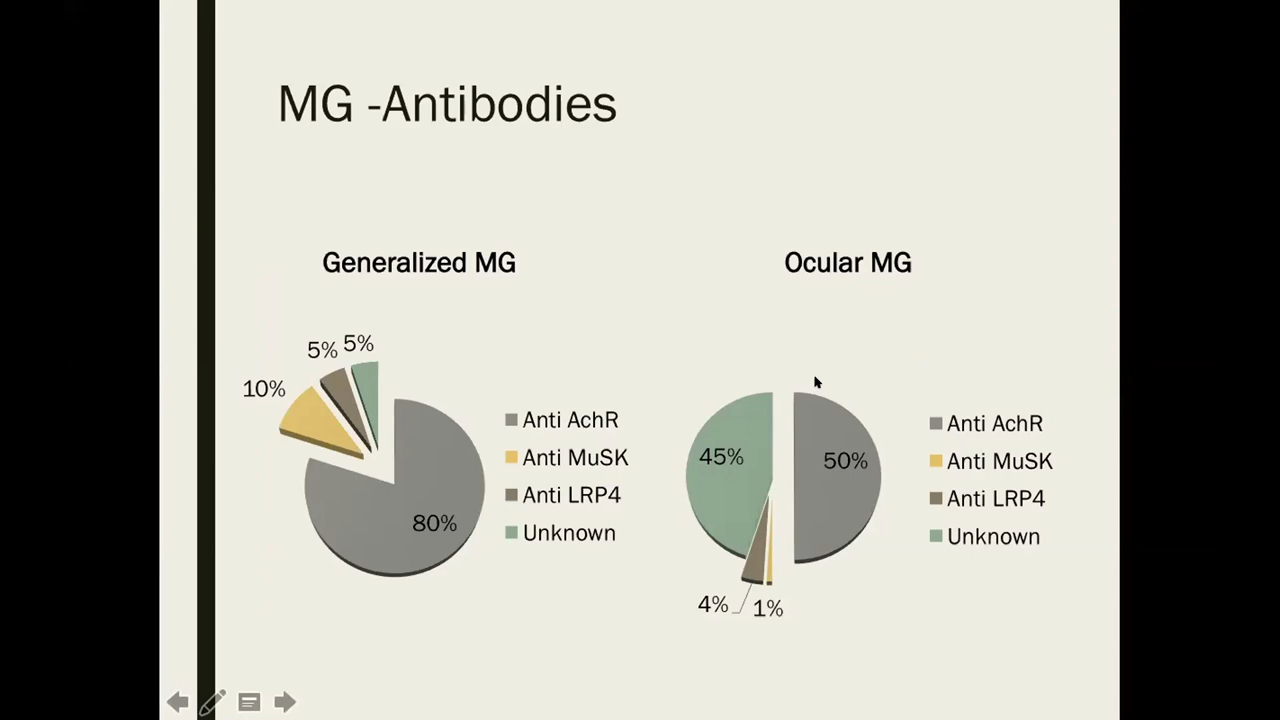 MG -Antibodies
Generalized MG
5% 5%
10%
80%
Anti AchR
Anti MuSK
Anti LRP4
Unknown
Ocular MG
45%
50%
4% 1%
Anti AchR
Anti MuSK
Anti LRP4
Unknown